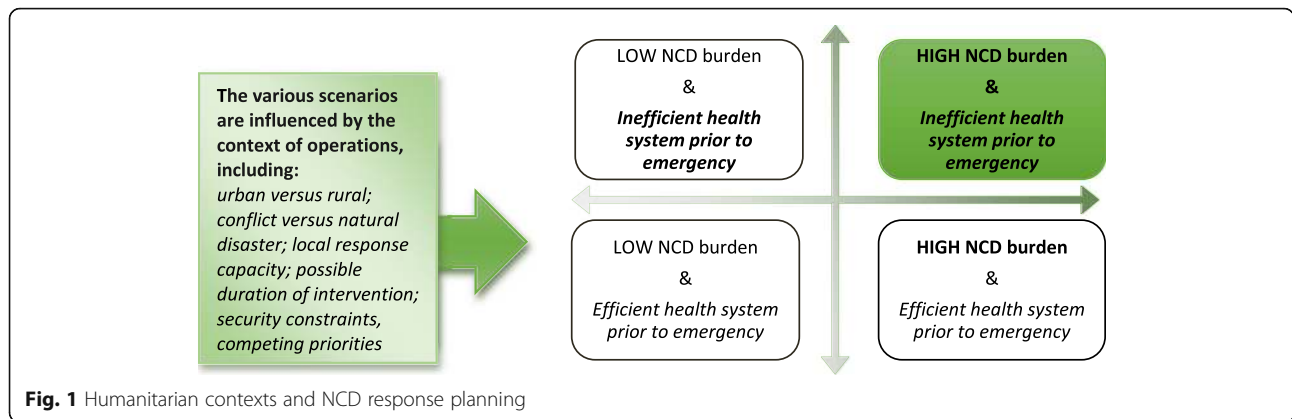 The various scenarios
are influenced by the
context of operations,
including:
urban versus rural;
conflict versus natural
disaster; local response
capacity; possible
duration of intervention;
security constraints,
competing priorities
LOW NCD burden
&
Inefficient health
system prior to
emergency
HIGH NCD burden
&
Inefficient health
system prior to
emergency
LOW NCD burden
&
Efficient health system
prior to emergency
HIGH NCD burden
&
Efficient health system
prior to emergency
Fig. 1 Humanitarian contexts and NCD response planning